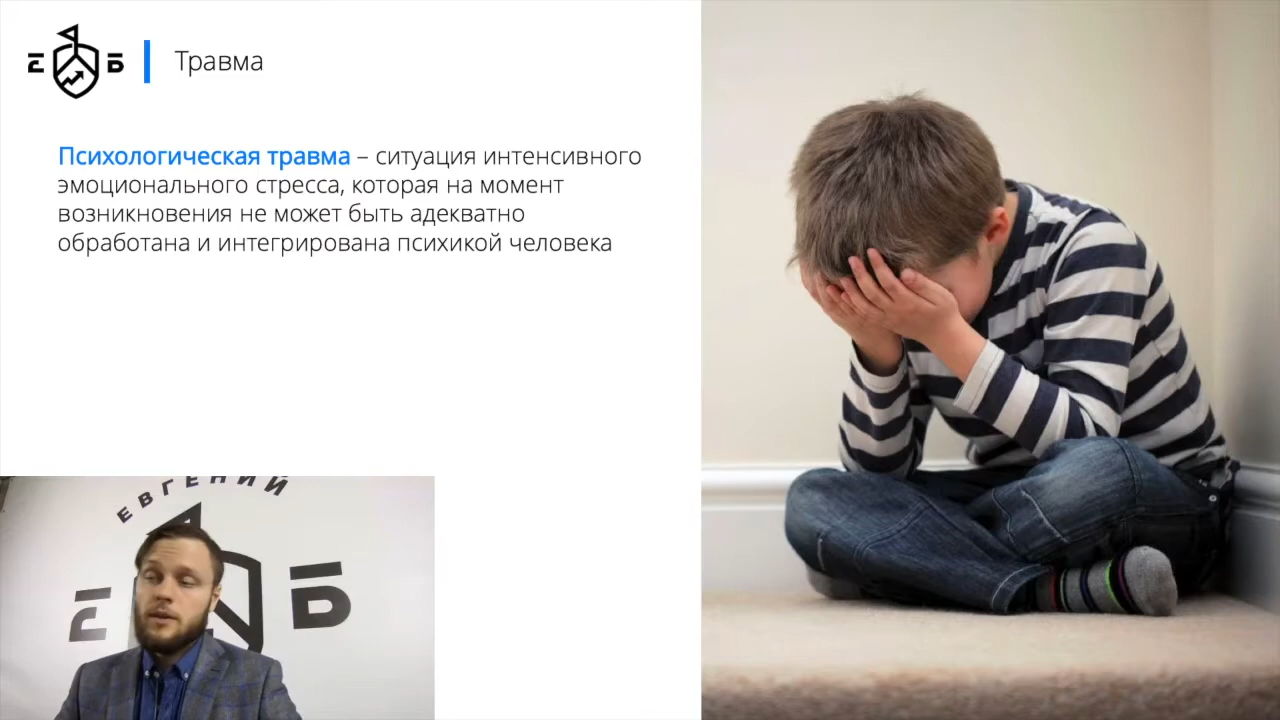 Е Б
Травма
Психологическая травма – ситуация интенсивного
эмоционального стресса, которая на момент
возникновения не может быть адекватно
обработана и интегрирована психикой человека
ЕВГЕНИЙ
Е Б